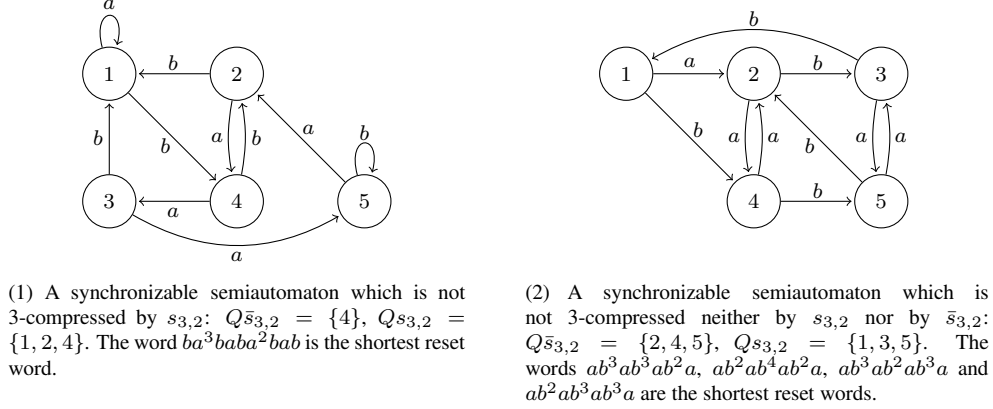 a
b
1
b
2
3
b
b
a
b
a
b
1
2
3
a
b
a
a
b
b
a
a
b
3
a
4
5
4
b
5
a
(1) A synchronizable semiautomaton which is not
3-compressed by s3,2: Qs̄3,2 = {4}, Qs3,2 =
{1, 2, 4}. The word ba³baba²bab is the shortest reset
word.
(2) A synchronizable semiautomaton which is
not 3-compressed neither by s3,2 nor by s̄3,2:
Qs̄3,2 = {2, 4, 5}, Qs3,2 = {1, 3, 5}. The
words ab³ab³ab²a, ab²ab⁴ab²a, ab³ab²ab³a and
ab²ab³ab³a are the shortest reset words.